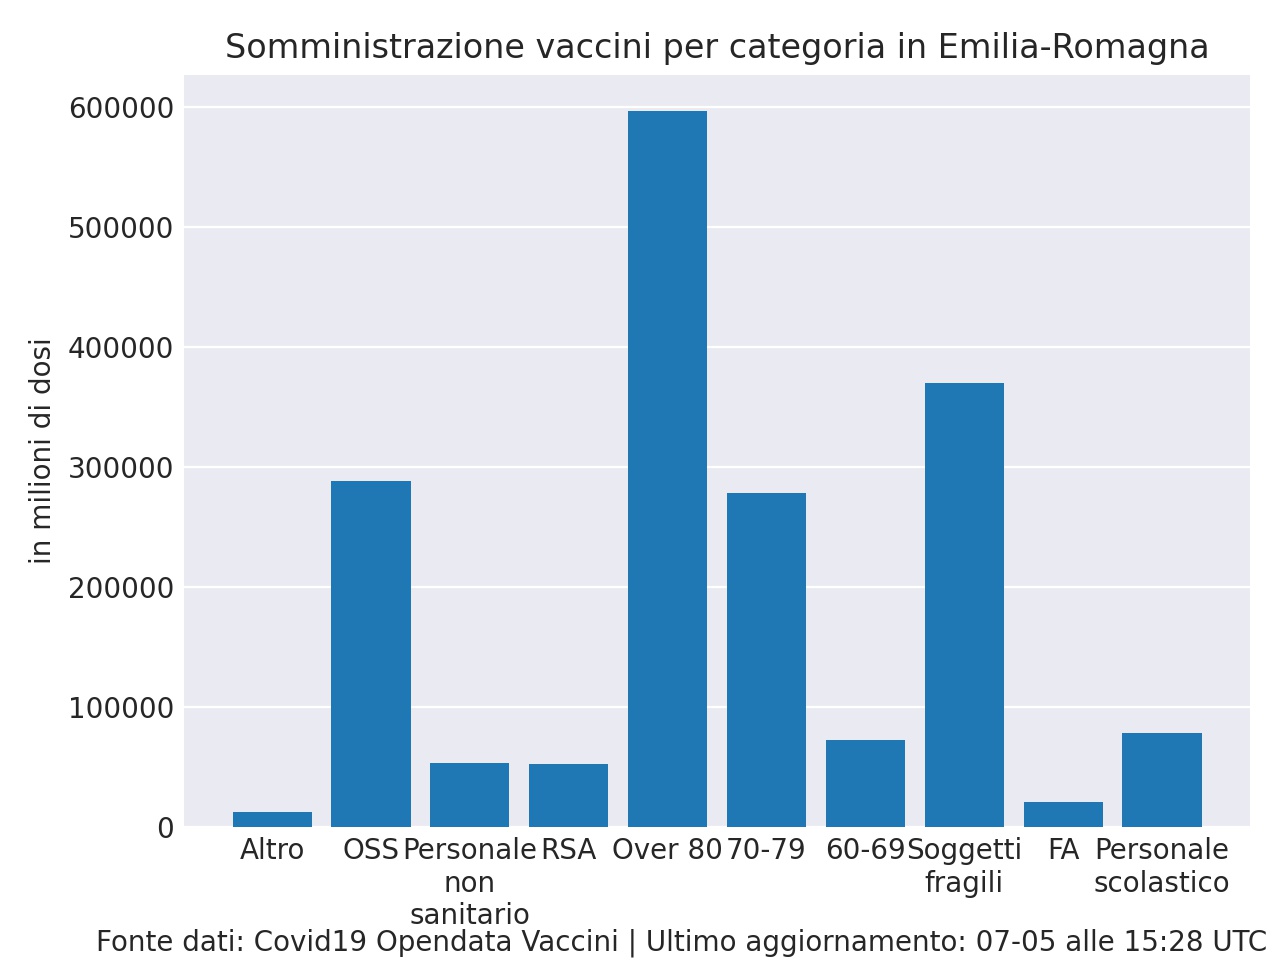 Somministrazione vaccini per categoria in Emilia-Romagna
600000
500000
400000
300000
200000
100000
0
in milioni di dosi
Altro
OSS
Personale
non
sanitario
RSA
Over 80
70-79
60-69
Soggetti
fragili
FA
Personale
scolastico
Fonte dati: Covid19 Opendata Vaccini | Ultimo aggiornamento: 07-05 alle 15:28 UTC